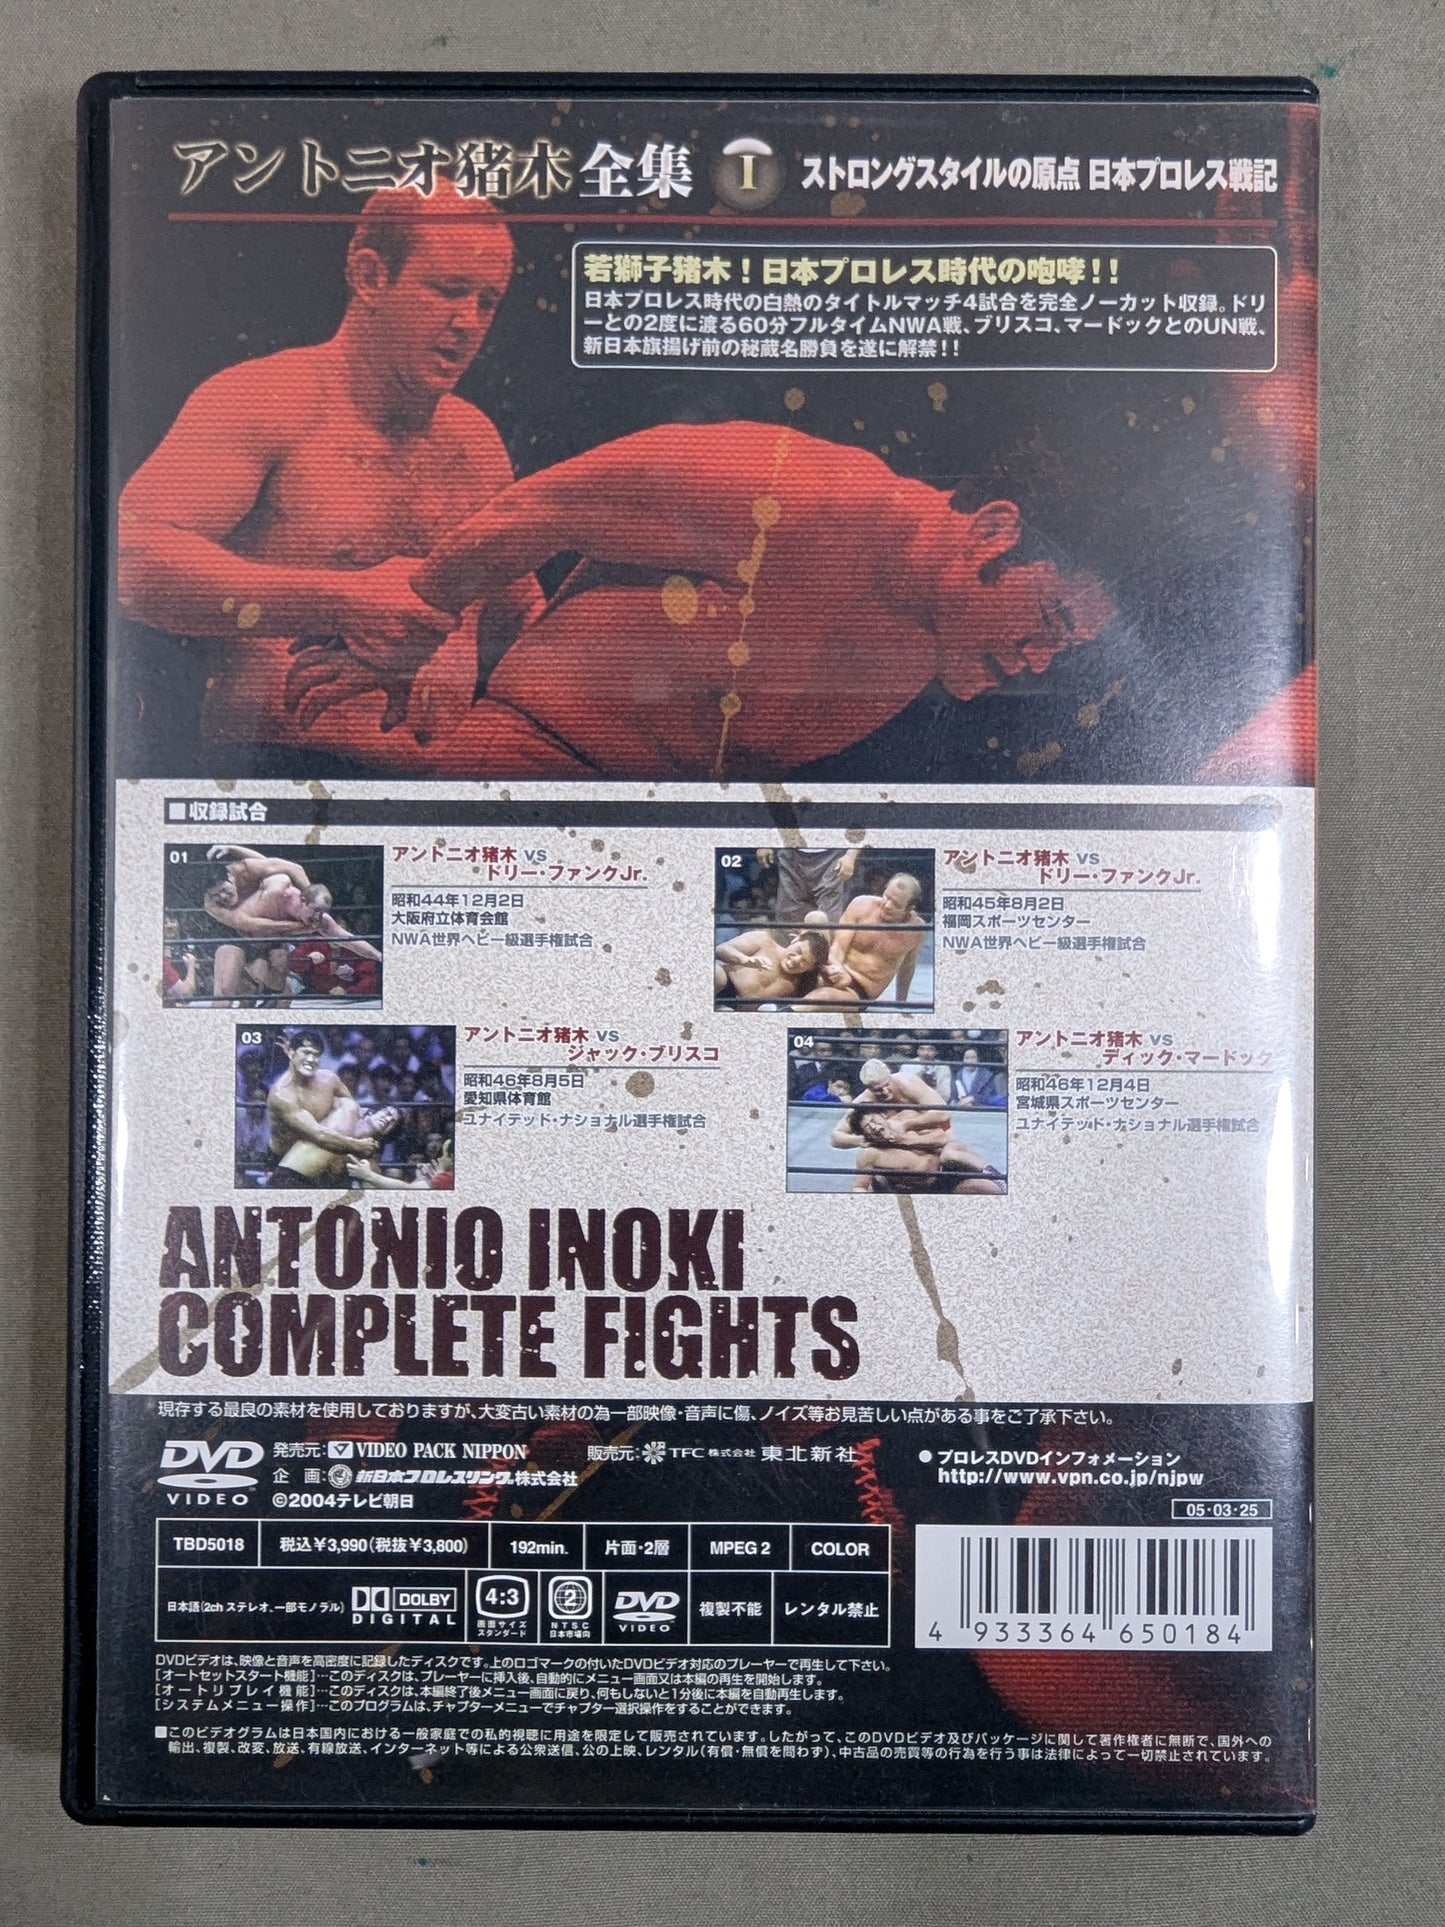 アントニオ猪木全集 I ストロングスタイルの原点 日本プロレス戦記
若獅子猪木！日本プロレス時代の咆哮！！
日本プロレス時代の白熱のタイトルマッチ4試合を完全ノーカット収録。ドリ
ーとの2度に渡る60分フルタイムNWA戦、ブリスコ、マードックとのUN戦、
新日本旗揚げ前の秘蔵名勝負を遂に解禁！！
■収録試合
01
アントニオ猪木 vs
ドリー・ファンクJr.
昭和44年12月2日
大阪府立体育会館
NWA世界ヘビー級選手権試合
02
アントニオ猪木 vs
ドリー・ファンクJr.
昭和45年8月2日
福岡スポーツセンター
NWA世界ヘビー級選手権試合
03
アントニオ猪木 vs
ジャック・ブリスコ
昭和46年8月5日
愛知県体育館
ユナイテッド・ナショナル選手権試合
04
アントニオ猪木 vs
ディック・マードック
昭和46年12月4日
宮城県スポーツセンター
ユナイテッド・ナショナル選手権試合
ANTONIO INOKI
COMPLETE FIGHTS
現存する最良の素材を使用しておりますが、大変古い素材の為一部映像・音声に傷、ノイズ等お見苦しい点がある事をご了承下さい。
DVD VIDEO
発売元: VIDEO PACK NIPPON
販売元: TFC 株式会社 東北新社
企 画: 新日本プロレスリング株式会社
©2004テレビ朝日
●プロレスDVDインフォメーション
http://www.vpn.co.jp/njpw
05・03・25
TBD5018 税込￥3,990(税抜￥3,800) 192min. 片面・2層 MPEG 2 COLOR
日本語(2ch ステレオ、一部モノラル) DOLBY DIGITAL 4:3 画面サイズ スタンダード 2 NTSC 日本市場向 DVD VIDEO 複製不能 レンタル禁止
4 933364 650184
DVDビデオは、映像と音声を高密度に記録したディスクです。上のロゴマークの付いたDVDビデオ対応のプレーヤーで再生して下さい。
[オートセットスタート機能]…このディスクは、プレーヤーに挿入後、自動的にメニュー画面又は本編の再生を開始します。
[オートリプレイ機能]…このディスクは、本編終了後メニュー画面に戻り、何もしないと1分後に本編を自動再生します。
[システムメニュー操作]…このプログラムは、チャプターメニューでチャプター選択操作をすることができます。
■このビデオグラムは日本国内における一般家庭での私的視聴に用途を限定して販売されています。したがって、このDVDビデオ及びパッケージに関して著作権者に無断で、国外への
輸出、複製、改変、放送、有線放送、インターネット等による公衆送信、公の上映、レンタル(有償・無償を問わず)、中古品の売買等の行為を行う事は法律によって一切禁止されています。